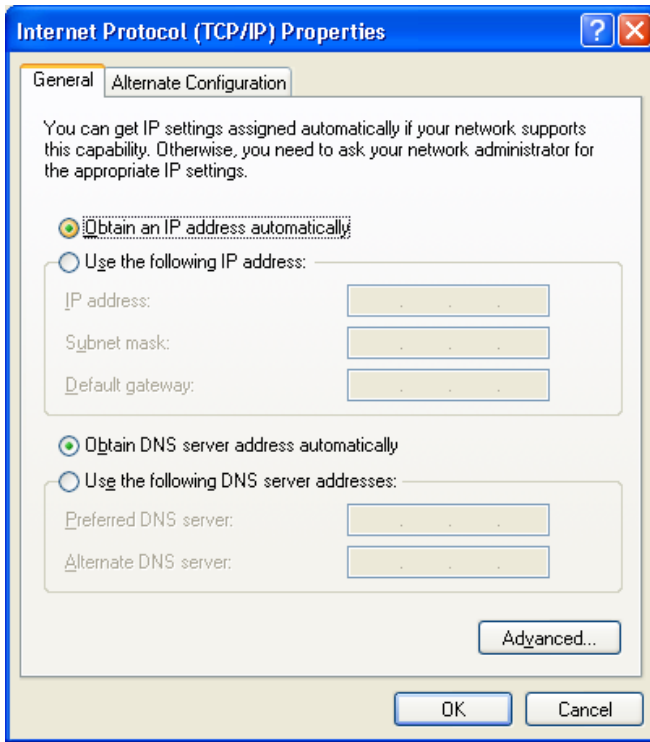 Internet Protocol (TCP/IP) Properties
General
Alternate Configuration
You can get IP settings assigned automatically if your network supports
this capability. Otherwise, you need to ask your network administrator for
the appropriate IP settings.
Obtain an IP address automatically
Use the following IP address:
IP address:
Subnet mask:
Default gateway:
Obtain DNS server address automatically
Use the following DNS server addresses:
Preferred DNS server:
Alternate DNS server:
Advanced...
OK
Cancel